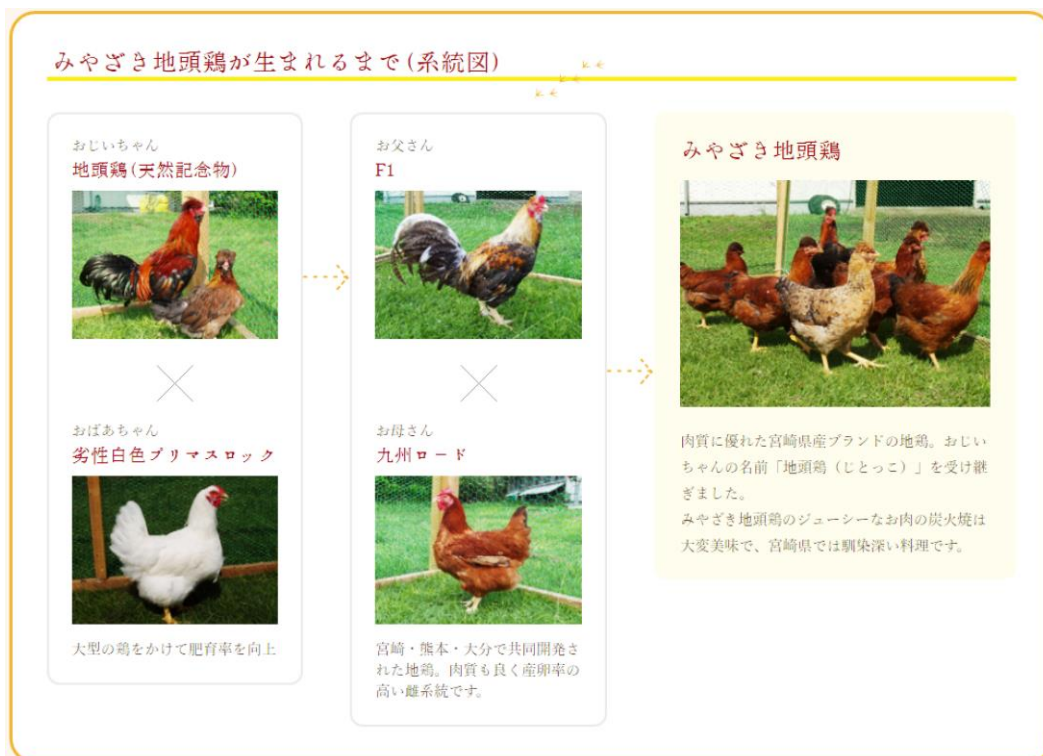 みやざき地頭鶏が生まれるまで(系統図)
おじいちゃん
地頭鶏(天然記念物)
おばあちゃん
劣性白色プリマスロック
大型の鶏をかけて肥育率を向上
お父さん
F1
お母さん
九州ロード
宮崎・熊本・大分で共同開発さ
れた地鶏。肉質も良く産卵率の
高い雌系統です。
みやざき地頭鶏
肉質に優れた宮崎県産ブランドの地鶏。おじい
ちゃんの名前「地頭鶏（じとっこ）」を受け継
ぎました。
みやざき地頭鶏のジューシーなお肉の炭火焼は
大変美味で、宮崎県では馴染深い料理です。